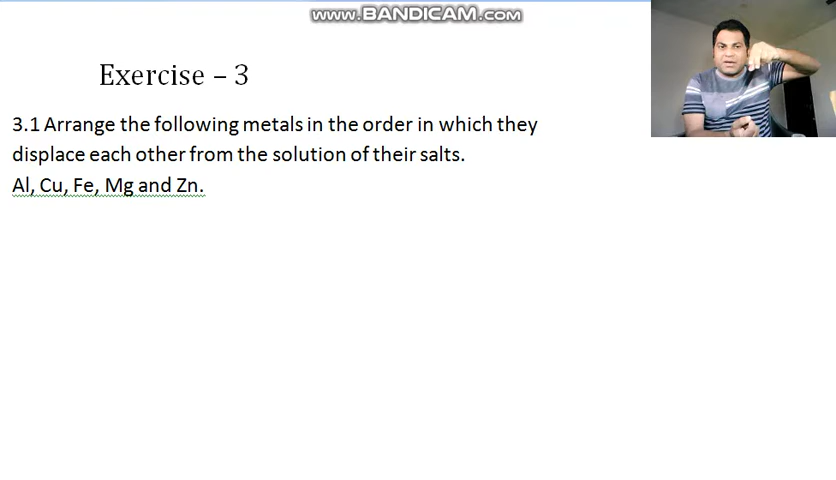 www.BANDICAM.com
Exercise – 3
3.1 Arrange the following metals in the order in which they
displace each other from the solution of their salts.
Al, Cu, Fe, Mg and Zn.